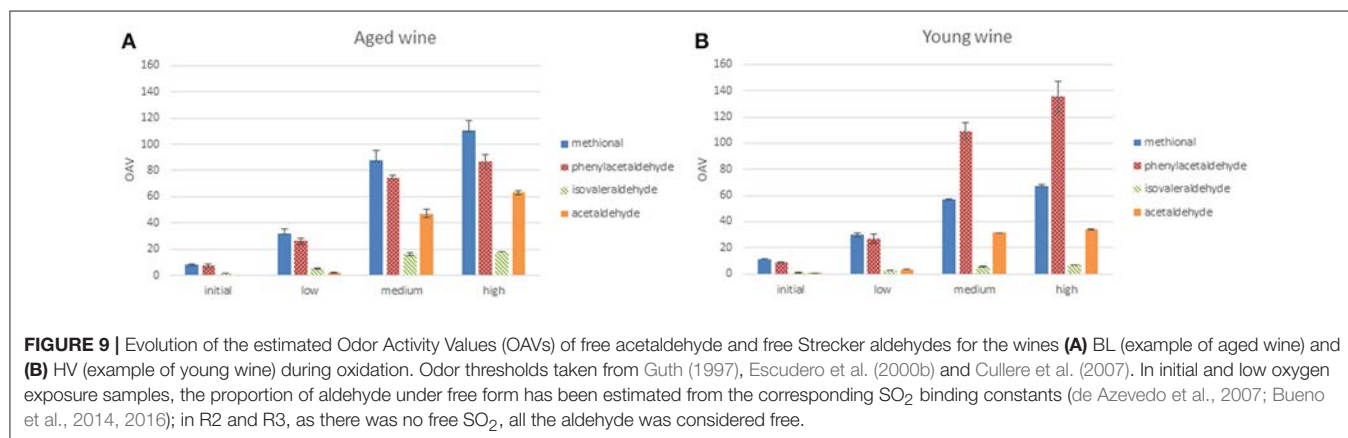 A
Aged wine
160
140
120
100
80
60
40
20
0
OAV
initial low medium high
methional
phenylacetaldehyde
isovaleraldehyde
acetaldehyde
B
Young wine
160
140
120
100
80
60
40
20
0
OAV
initial low medium high
methional
phenylacetaldehyde
isovaleraldehyde
acetaldehyde
FIGURE 9 | Evolution of the estimated Odor Activity Values (OAVs) of free acetaldehyde and free Strecker aldehydes for the wines (A) BL (example of aged wine) and
(B) HV (example of young wine) during oxidation. Odor thresholds taken from Guth (1997), Escudero et al. (2000b) and Cullere et al. (2007). In initial and low oxygen
exposure samples, the proportion of aldehyde under free form has been estimated from the corresponding SO₂ binding constants (de Azevedo et al., 2007; Bueno
et al., 2014, 2016); in R2 and R3, as there was no free SO₂, all the aldehyde was considered free.